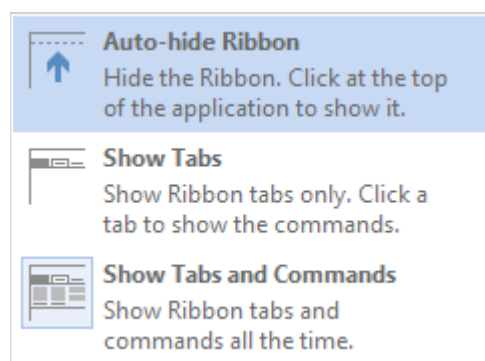 Auto-hide Ribbon
Hide the Ribbon. Click at the top
of the application to show it.
Show Tabs
Show Ribbon tabs only. Click a
tab to show the commands.
Show Tabs and Commands
Show Ribbon tabs and
commands all the time.